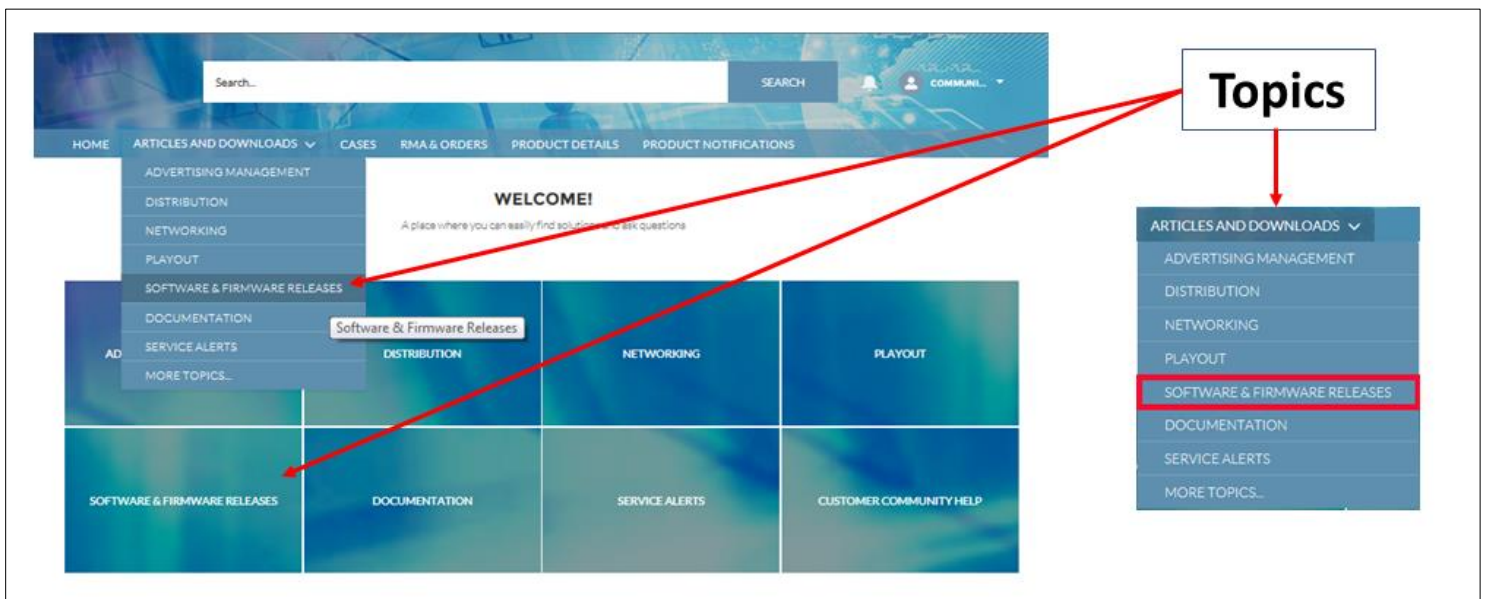 Search...
SEARCH
COMMUNI...
Topics
HOME ARTICLES AND DOWNLOADS CASES RMA & ORDERS PRODUCT DETAILS PRODUCT NOTIFICATIONS
ADVERTISING MANAGEMENT
DISTRIBUTION
NETWORKING
PLAYOUT
SOFTWARE & FIRMWARE RELEASES
DOCUMENTATION
SERVICE ALERTS
MORE TOPICS...
Software & Firmware Releases
WELCOME!
A place where you can easily find solutions and ask questions
AD
DISTRIBUTION
NETWORKING
PLAYOUT
SOFTWARE & FIRMWARE RELEASES
DOCUMENTATION
SERVICE ALERTS
CUSTOMER COMMUNITY HELP
ARTICLES AND DOWNLOADS
ADVERTISING MANAGEMENT
DISTRIBUTION
NETWORKING
PLAYOUT
SOFTWARE & FIRMWARE RELEASES
DOCUMENTATION
SERVICE ALERTS
MORE TOPICS...